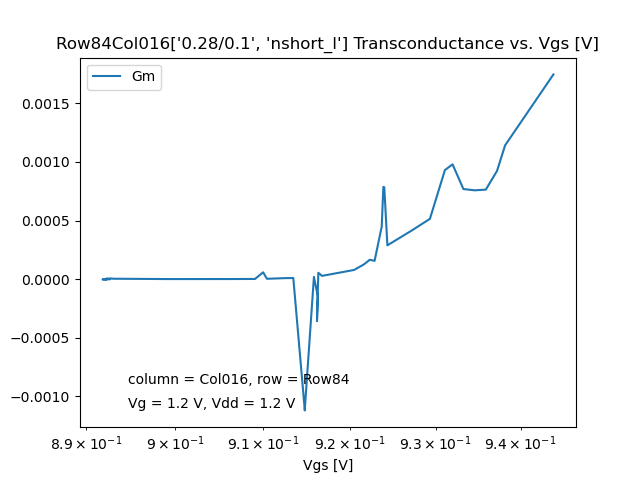 Row84Col016['0.28/0.1', 'nshort_l'] Transconductance vs. Vgs [V]
Gm
0.0015
0.0010
0.0005
0.0000
−0.0005
−0.0010
column = Col016, row = Row84
Vg = 1.2 V, Vdd = 1.2 V
8.9 × 10⁻¹ 9 × 10⁻¹ 9.1 × 10⁻¹ 9.2 × 10⁻¹ 9.3 × 10⁻¹ 9.4 × 10⁻¹
Vgs [V]